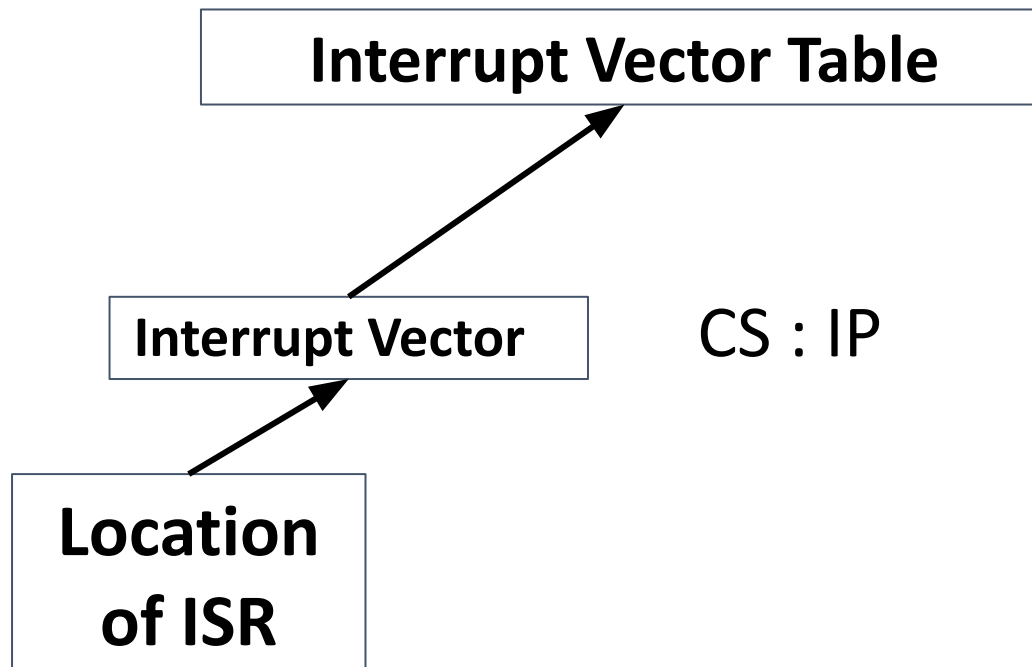 Interrupt Vector Table
Interrupt Vector
CS : IP
Location
of ISR